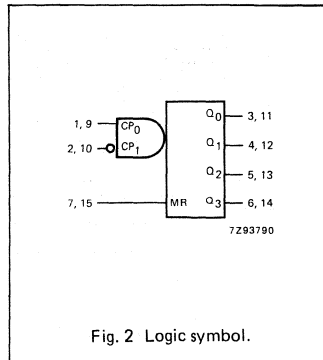 1, 9 CP0 Q0 3, 11
2, 10 CP1 Q1 4, 12
Q2 5, 13
7, 15 MR Q3 6, 14
7Z93790
Fig. 2 Logic symbol.